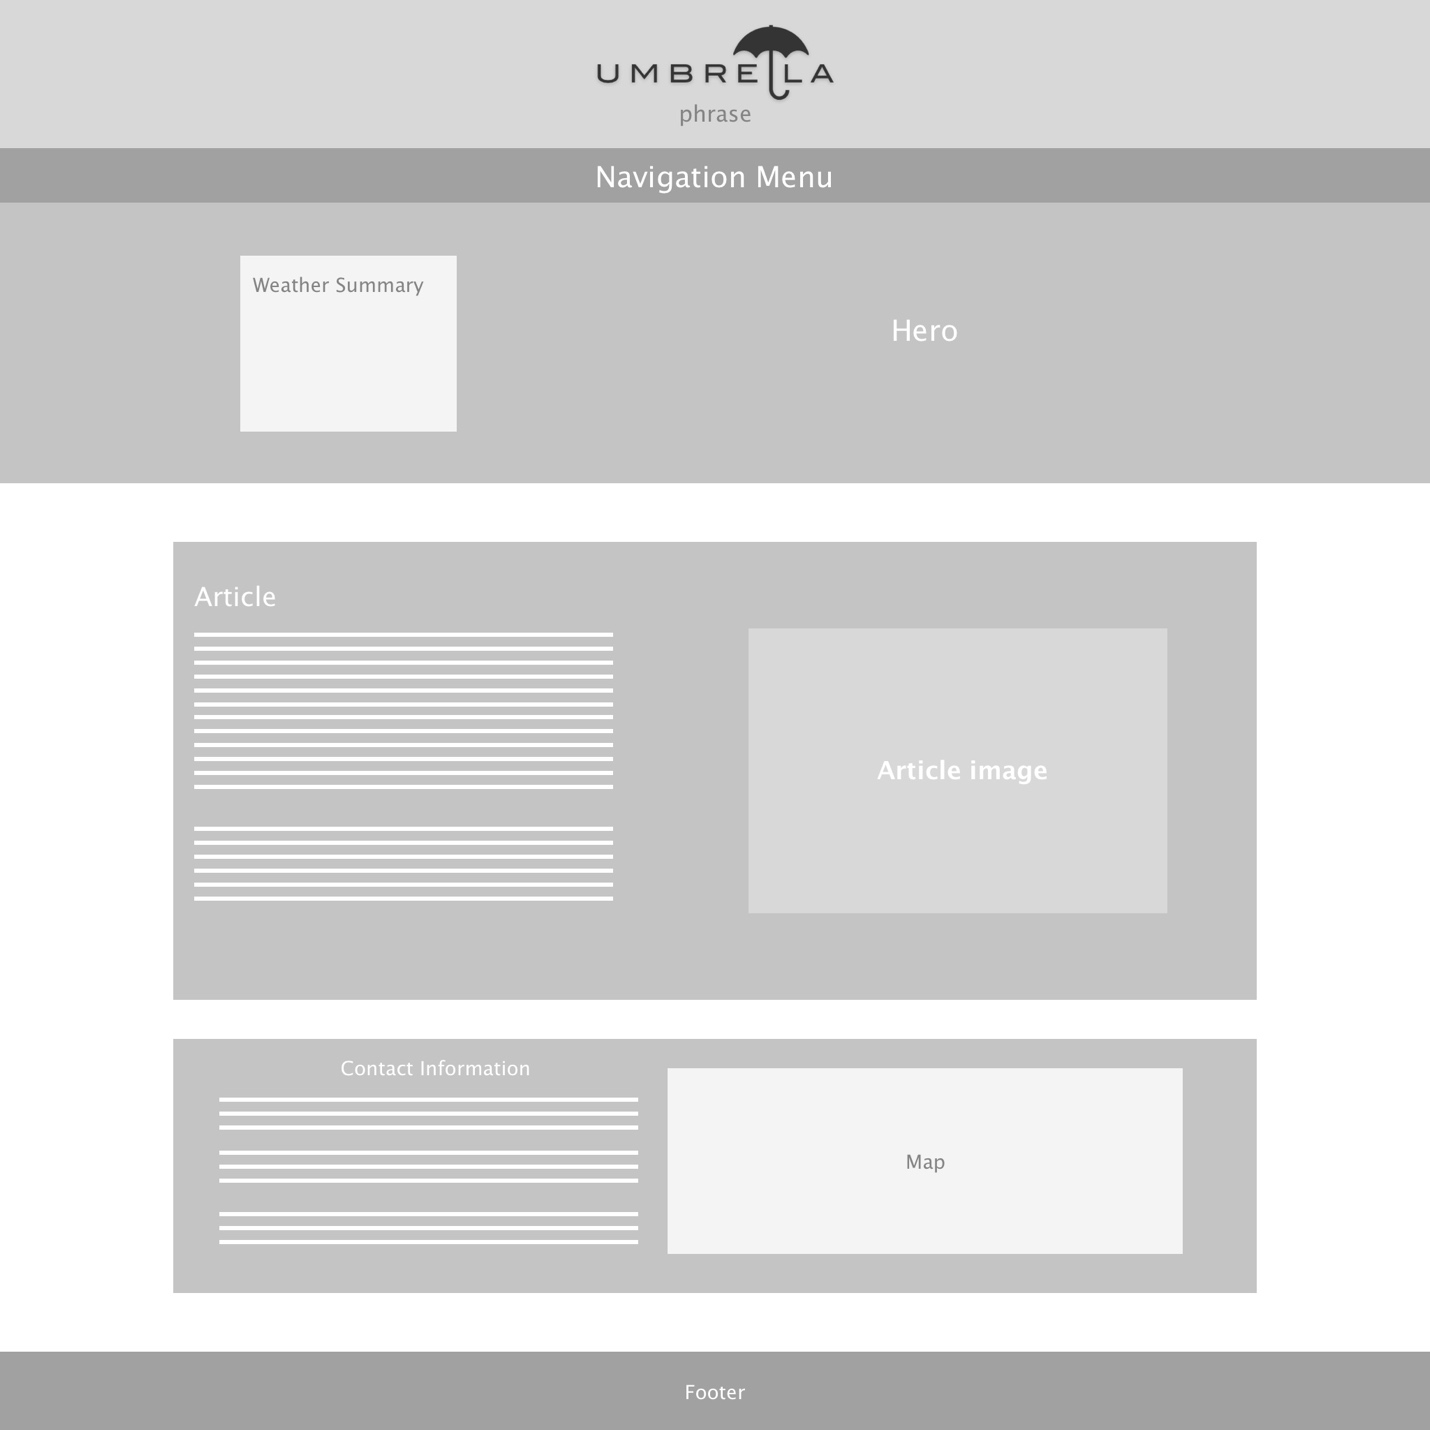 UMBRELLA
phrase
Navigation Menu
Weather Summary
Hero
Article
Article image
Contact Information
Map
Footer